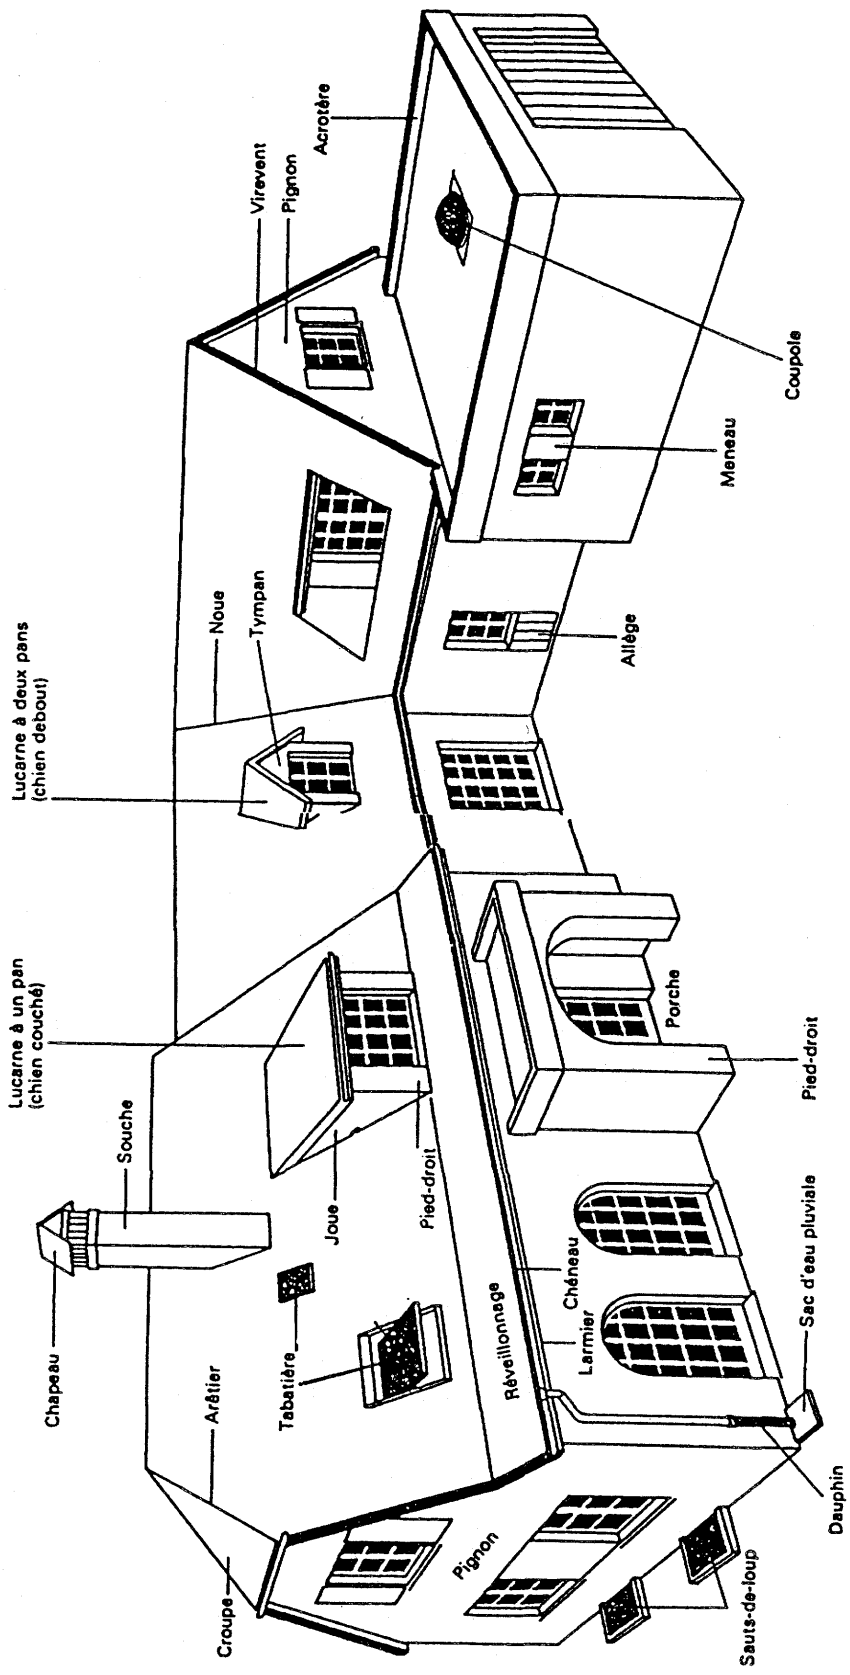 Chapeau
Souche
Lucarne à un pan
(chien couché)
Lucarne à deux pans
(chien debout)
Noue
Tympan
Virevent
Pignon
Acrotère
Arêtier
Croupe
Tabatière
Joue
Pied-droit
Réveillonnage
Chéneau
Larmier
Pignon
Porche
Pied-droit
Allège
Meneau
Coupole
Sac d'eau pluviale
Dauphin
Sauts-de-loup